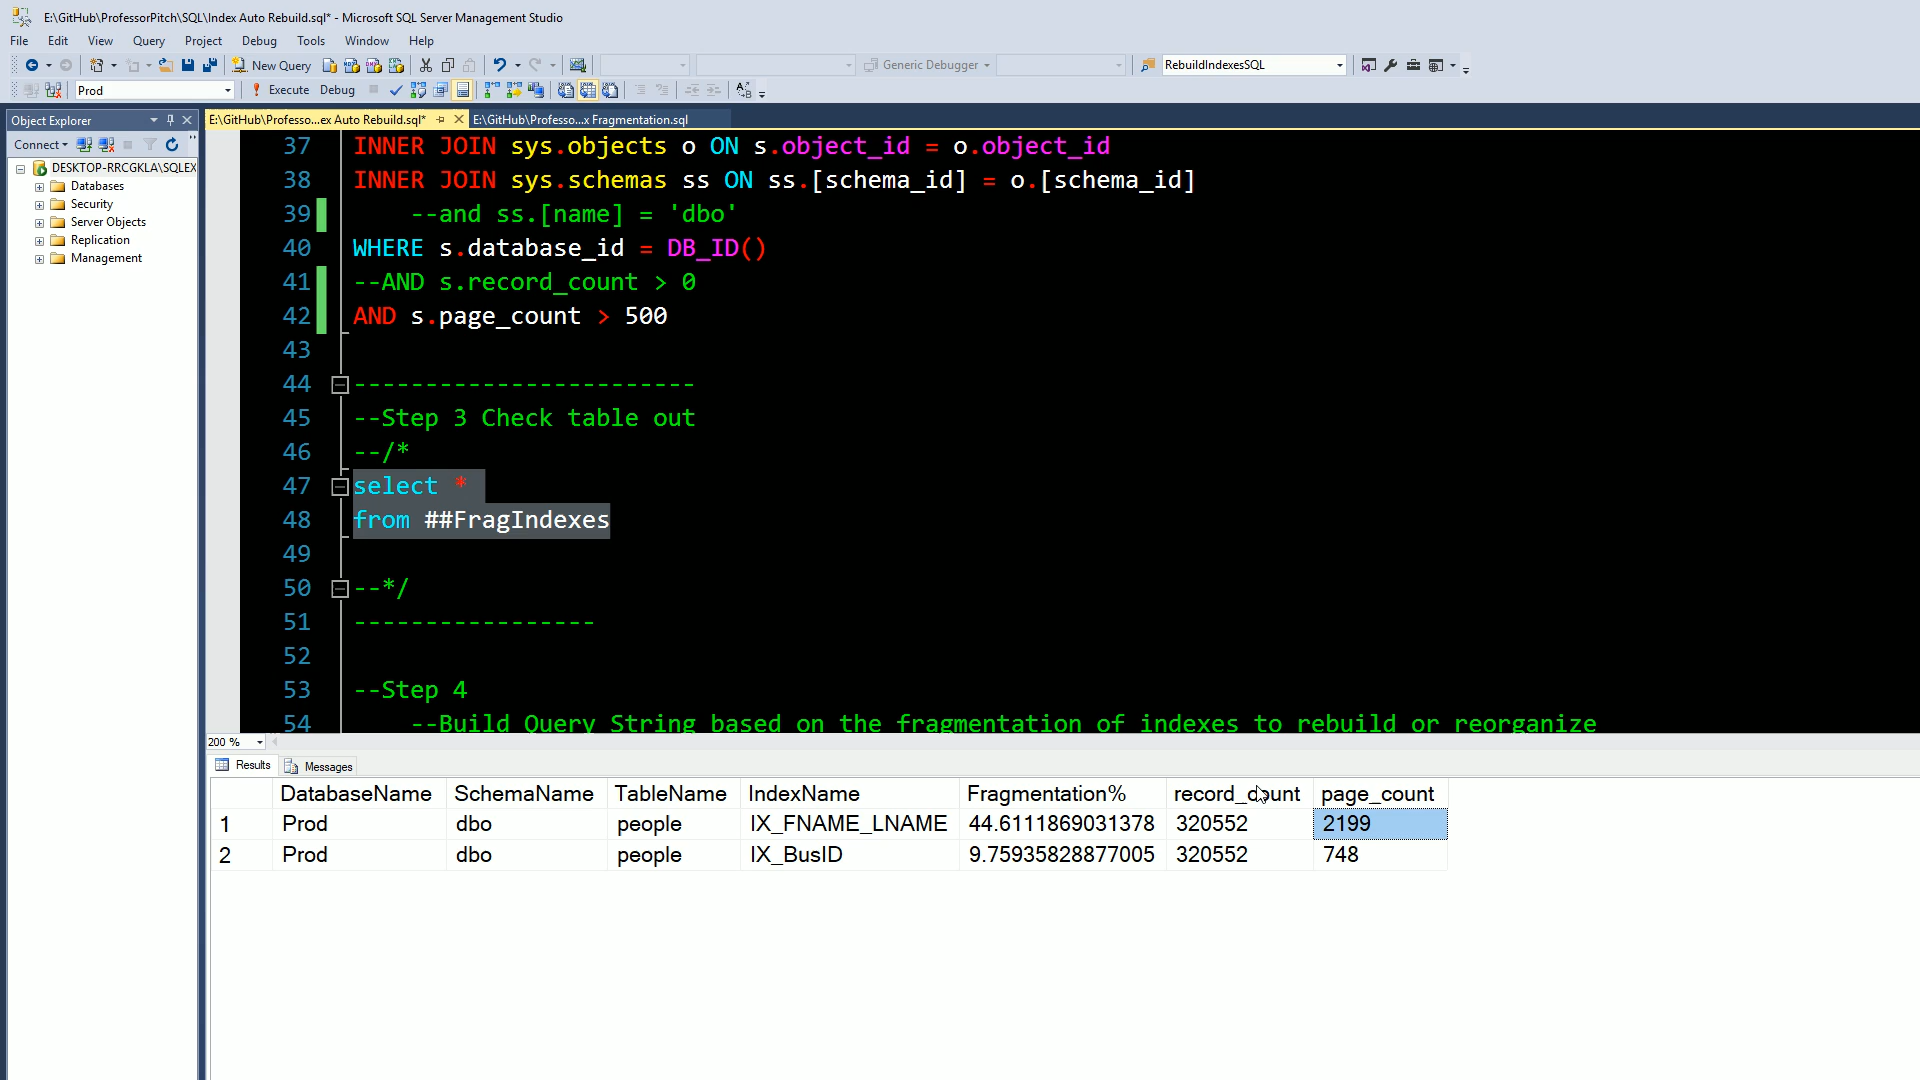 E:\GitHub\ProfessorPitch\SQL\Index Auto Rebuild.sql* - Microsoft SQL Server Management Studio
File Edit View Query Project Debug Tools Window Help
New Query Generic Debugger RebuildIndexesSQL
Prod Execute Debug
Object Explorer
E:\GitHub\Professo...ex Auto Rebuild.sql* E:\GitHub\Professo...x Fragmentation.sql
Connect
DESKTOP-RRCGKLA\SQLEX
Databases
Security
Server Objects
Replication
Management
37 INNER JOIN sys.objects o ON s.object_id = o.object_id
38 INNER JOIN sys.schemas ss ON ss.[schema_id] = o.[schema_id]
39 --and ss.[name] = 'dbo'
40 WHERE s.database_id = DB_ID()
41 --AND s.record_count > 0
42 AND s.page_count > 500
43
44 ------------------------
45 --Step 3 Check table out
46 --/*
47 select *
48 from ##FragIndexes
49
50 --*/
51 -----------------
52
53 --Step 4
54 --Build Query String based on the fragmentation of indexes to rebuild or reorganize
200 %
Results Messages
DatabaseName SchemaName TableName IndexName Fragmentation% record_count page_count
1 Prod dbo people IX_FNAME_LNAME 44.6111869031378 320552 2199
2 Prod dbo people IX_BusID 9.75935828877005 320552 748